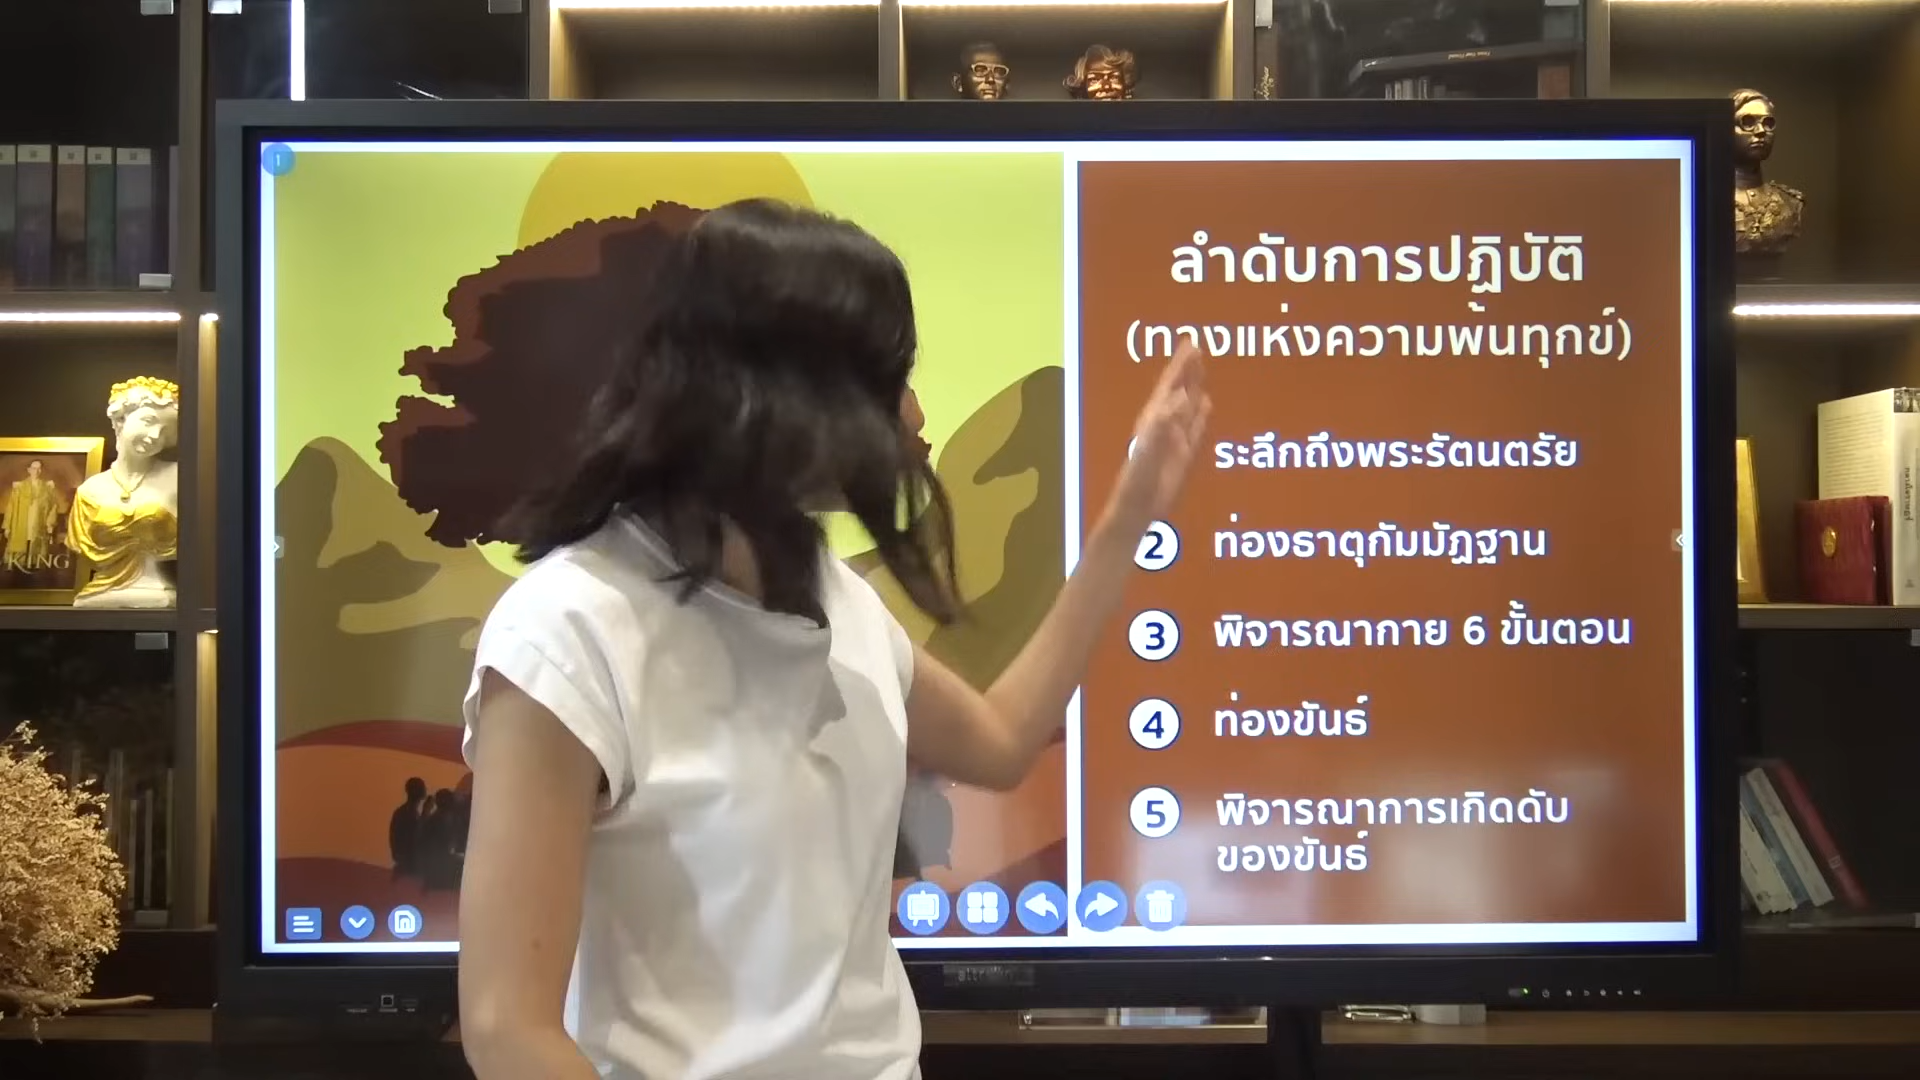 ลำดับการปฏิบัติ
(ทางแห่งความพ้นทุกข์)
ระลึกถึงพระรัตนตรัย
2 ท่องธาตุกัมมัฏฐาน
3 พิจารณากาย 6 ขั้นตอน
4 ท่องขันธ์
5 พิจารณาการเกิดดับ
ของขันธ์
KING